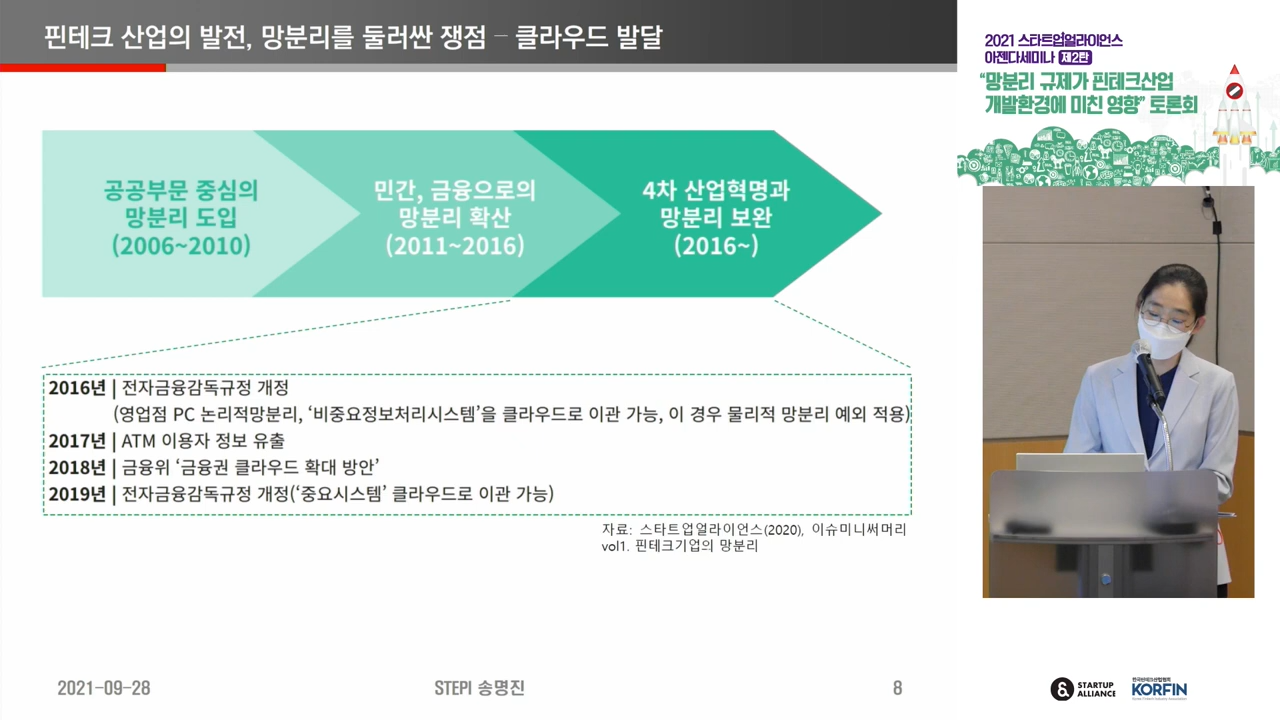 핀테크 산업의 발전, 망분리를 둘러싼 쟁점 – 클라우드 발달
공공부문 중심의
망분리 도입
(2006~2010)
민간, 금융으로의
망분리 확산
(2011~2016)
4차 산업혁명과
망분리 보완
(2016~)
2016년 | 전자금융감독규정 개정
(영업점 PC 논리적망분리, ‘비중요정보처리시스템’을 클라우드로 이관 가능, 이 경우 물리적 망분리 예외 적용)
2017년 | ATM 이용자 정보 유출
2018년 | 금융위 ‘금융권 클라우드 확대 방안’
2019년 | 전자금융감독규정 개정(‘중요시스템’ 클라우드로 이관 가능)
자료: 스타트업얼라이언스(2020), 이슈미니써머리
vol1. 핀테크기업의 망분리
2021-09-28
STEPI 송명진
8
2021 스타트업얼라이언스
아젠다세미나 제2탄
“망분리 규제가 핀테크산업
개발환경에 미친 영향” 토론회
STARTUP
ALLIANCE
한국핀테크산업협회
KORFIN